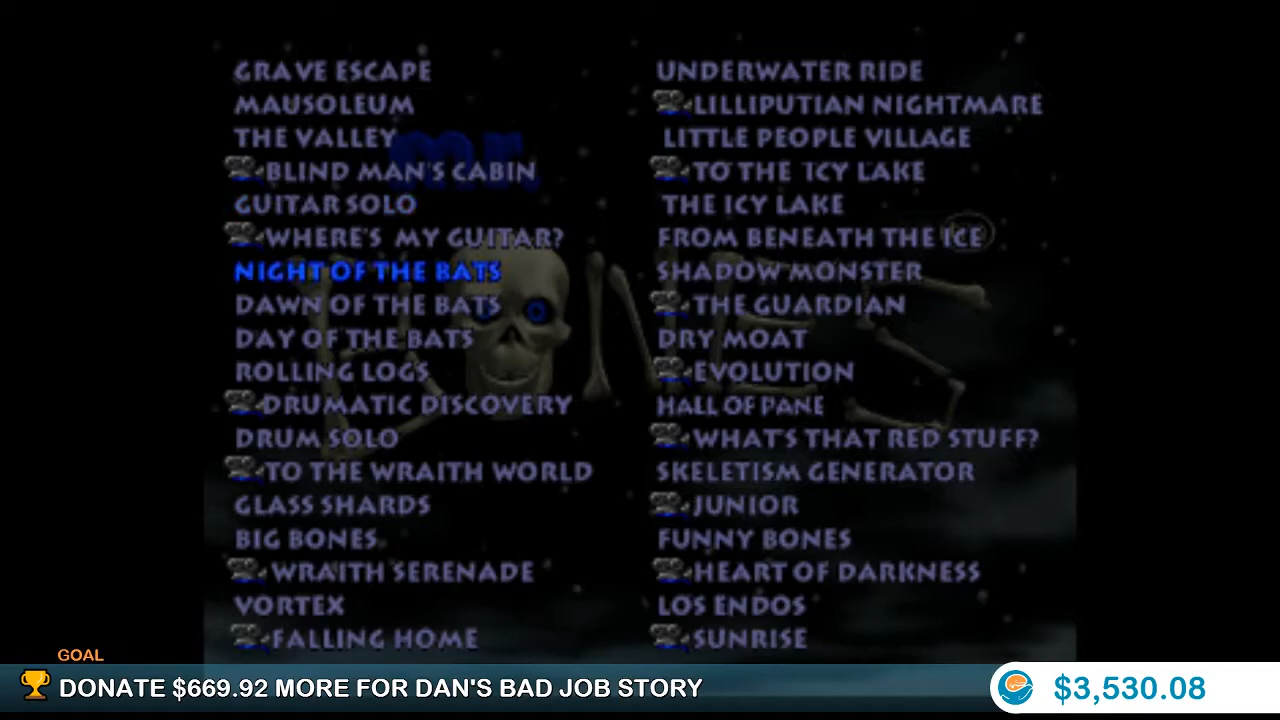 GRAVE ESCAPE
MAUSOLEUM
THE VALLEY
BLIND MAN'S CABIN
GUITAR SOLO
WHERE'S MY GUITAR?
NIGHT OF THE BATS
DAWN OF THE BATS
DAY OF THE BATS
ROLLING LOGS
DRUMATIC DISCOVERY
DRUM SOLO
TO THE WRAITH WORLD
GLASS SHARDS
BIG BONES
WRAITH SERENADE
VORTEX
FALLING HOME
UNDERWATER RIDE
LILLIPUTIAN NIGHTMARE
LITTLE PEOPLE VILLAGE
TO THE ICY LAKE
THE ICY LAKE
FROM BENEATH THE ICE
SHADOW MONSTER
THE GUARDIAN
DRY MOAT
EVOLUTION
HALL OF PANE
WHAT'S THAT RED STUFF?
SKELETISM GENERATOR
JUNIOR
FUNNY BONES
HEART OF DARKNESS
LOS ENDOS
SUNRISE
mr.
BONES
GOAL
DONATE $669.92 MORE FOR DAN'S BAD JOB STORY
$3,530.08